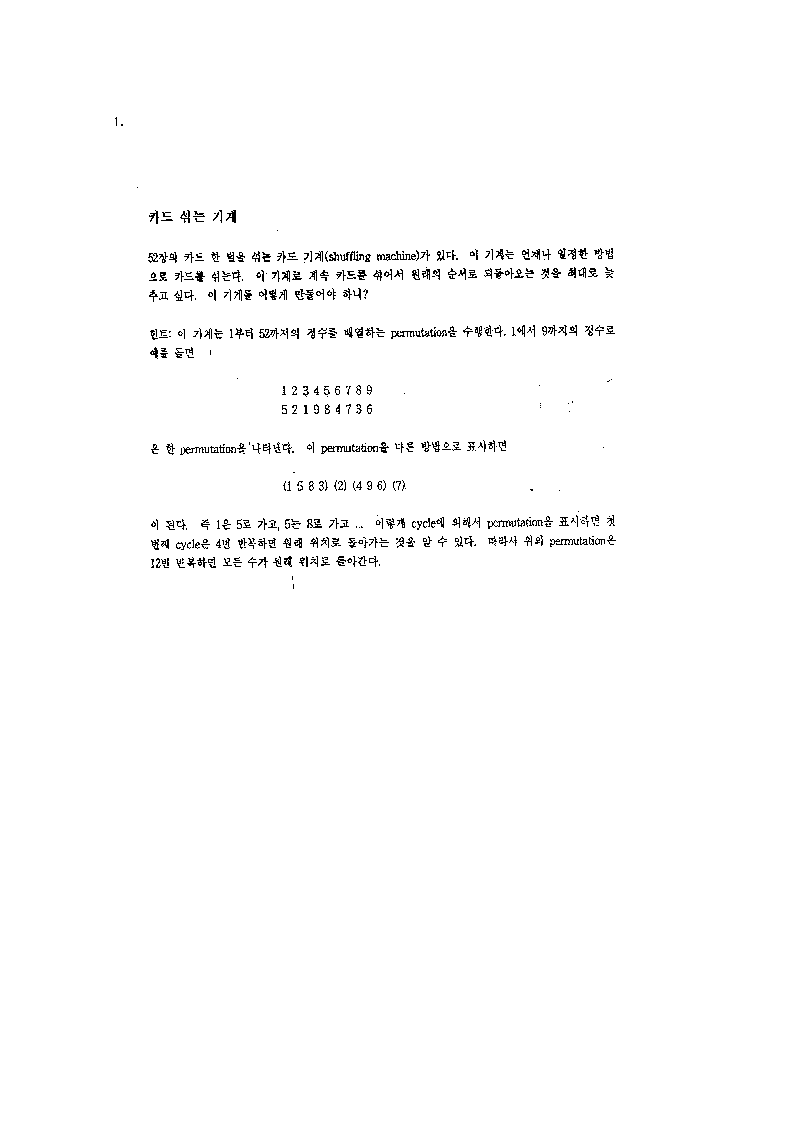 1.
카드 섞는 기계
52장의 카드 한 벌을 섞는 카드 기계(shuffling machine)가 있다. 이 기계는 언제나 일정한 방법
으로 카드를 섞는다. 이 기계로 계속 카드를 섞어서 원래의 순서로 되돌아오는 것을 최대로 늦
추고 싶다. 이 기계를 어떻게 만들어야 하나?
힌트: 이 기계는 1부터 52까지의 정수를 배열하는 permutation을 수행한다. 1에서 9까지의 정수로
예를 들면
1 2 3 4 5 6 7 8 9
5 2 1 9 8 4 7 3 6
은 한 permutation을 나타낸다. 이 permutation을 다른 방법으로 표시하면
(1 5 8 3) (2) (4 9 6) (7)
이 된다. 즉 1은 5로 가고, 5는 8로 가고 ... 이렇게 cycle에 의해서 permutation을 표시하면 첫
번째 cycle은 4번 반복하면 원래 위치로 돌아가는 것을 알 수 있다. 따라서 위의 permutation은
12번 반복하면 모든 수가 원래 위치로 돌아간다.